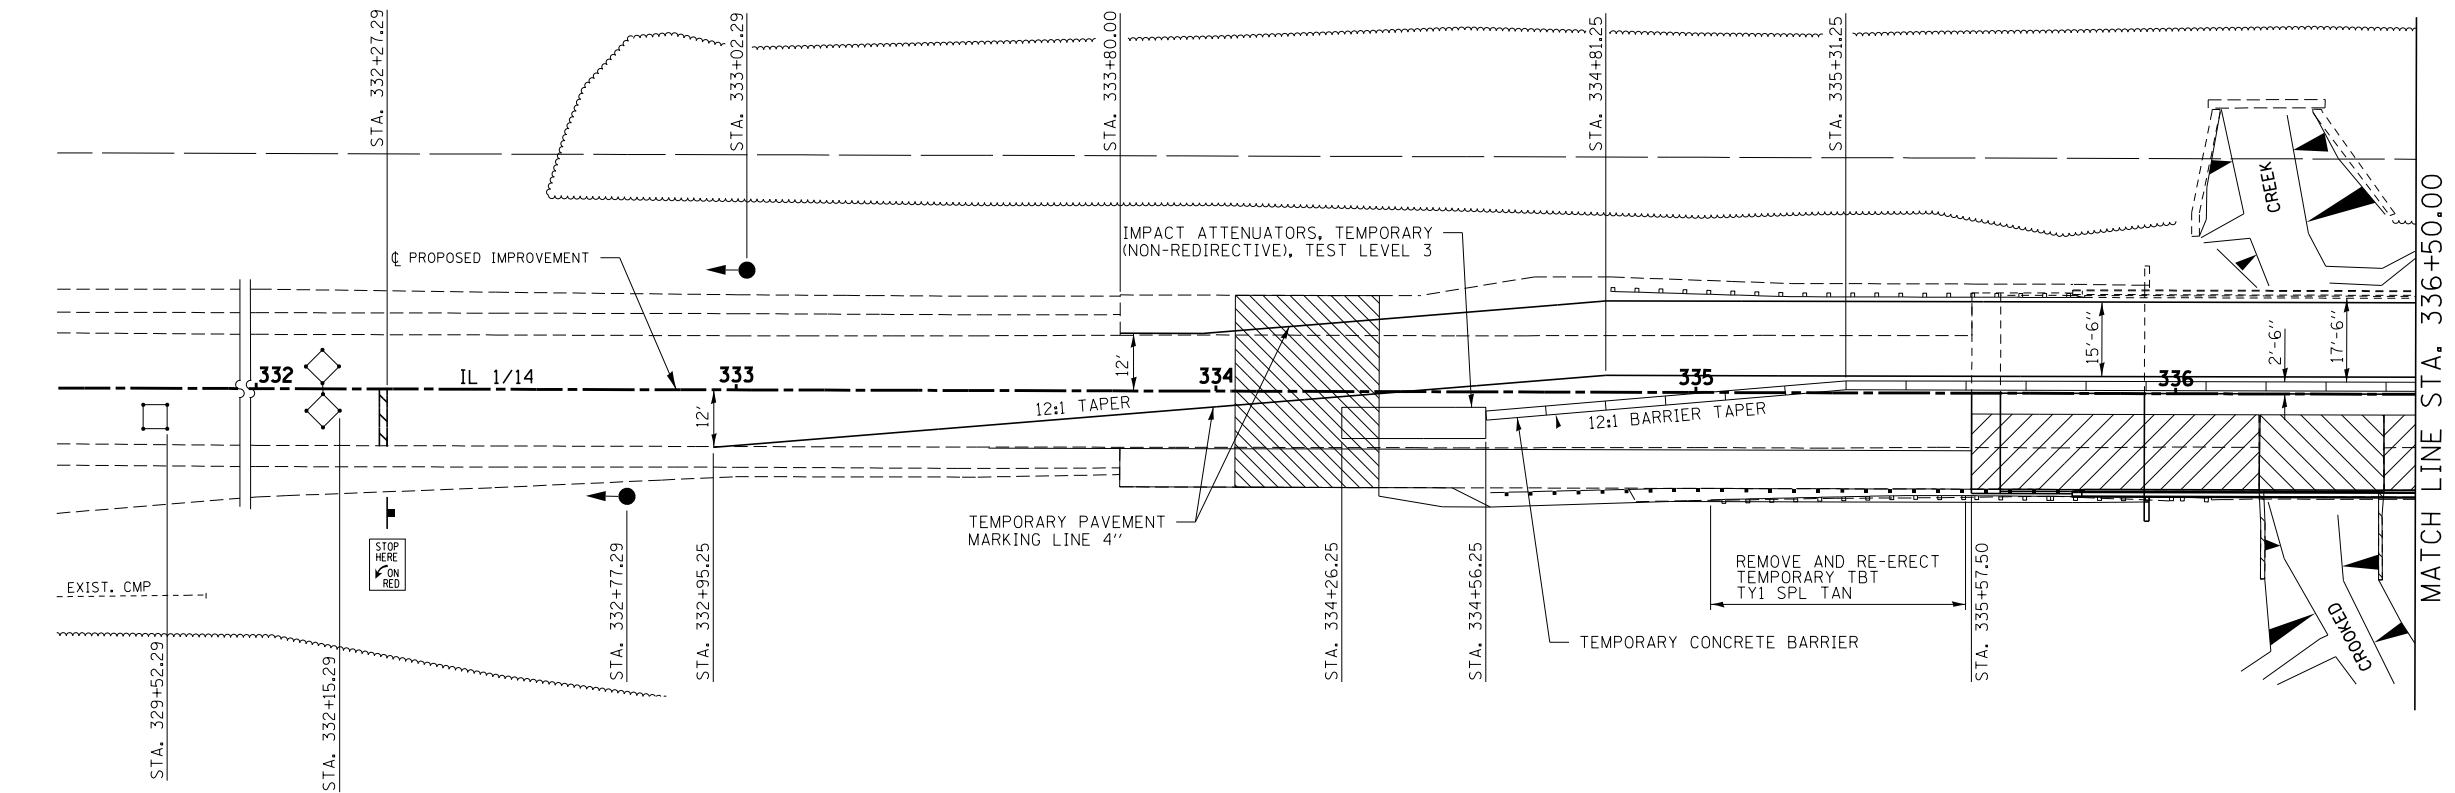 STA. 332+27.29
STA. 333+02.29
STA. 333+80.00
STA. 334+81.25
STA. 335+31.25
CREEK
MATCH LINE STA. 336+50.00
IMPACT ATTENUATORS, TEMPORARY
(NON-REDIRECTIVE), TEST LEVEL 3
℄ PROPOSED IMPROVEMENT
12'
15'-6"
2'-6"
17'-6"
332
IL 1/14
333
334
335
336
12'
12:1 TAPER
12:1 BARRIER TAPER
TEMPORARY PAVEMENT
MARKING LINE 4"
STOP
HERE
ON
RED
EXIST. CMP
REMOVE AND RE-ERECT
TEMPORARY TBT
TY1 SPL TAN
TEMPORARY CONCRETE BARRIER
CROOKED
STA. 329+52.29
STA. 332+15.29
STA. 332+77.29
STA. 332+95.25
STA. 334+26.25
STA. 334+56.25
STA. 335+57.50